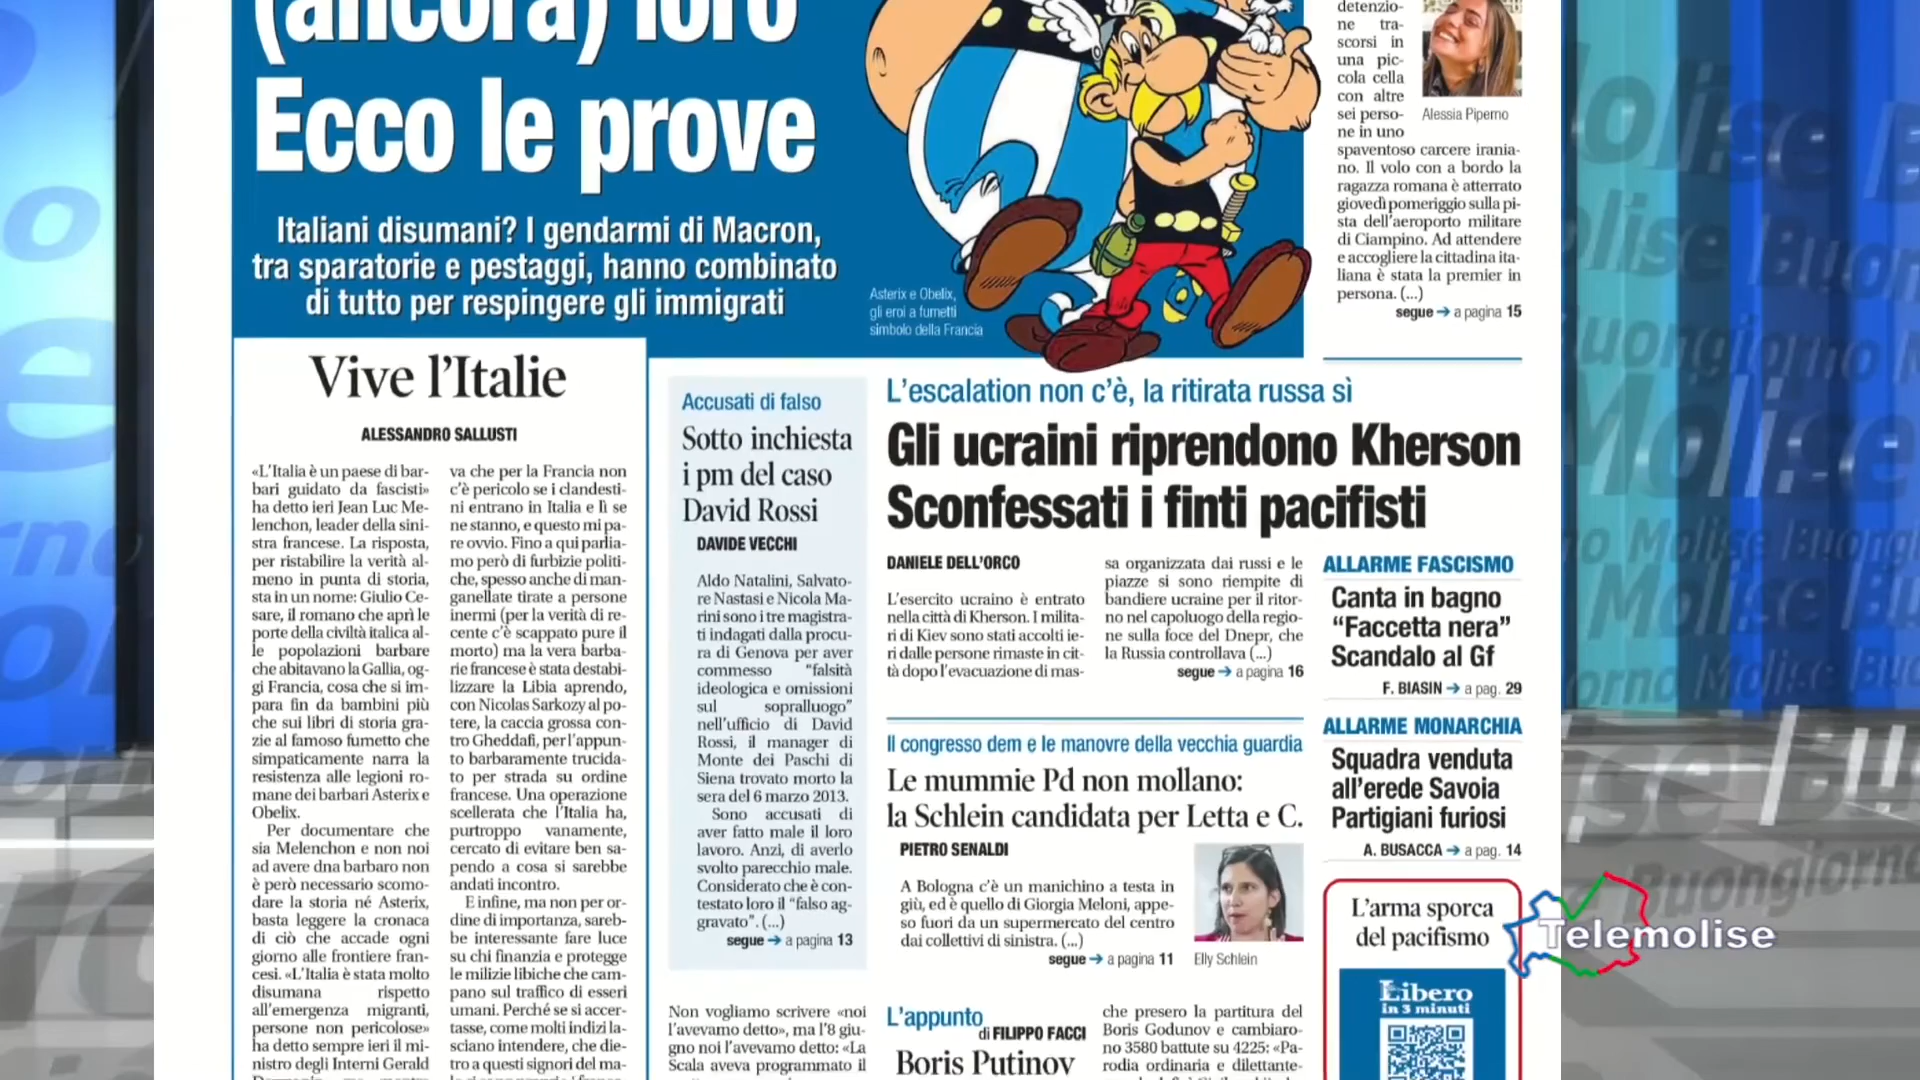 (ancora) loro
Ecco le prove
Italiani disumani? I gendarmi di Macron,
tra sparatorie e pestaggi, hanno combinato
di tutto per respingere gli immigrati
Asterix e Obelix,
gli eroi a fumetti
simbolo della Francia
detenzio-
ne tra-
scorsi in
una pic-
cola cella
con altre
sei perso-
ne in uno
spaventoso carcere irania-
no. Il volo con a bordo la
ragazza romana è atterrato
giovedì pomeriggio sulla pi-
sta dell'aeroporto militare
di Ciampino. Ad attendere
e accogliere la cittadina ita-
liana è stata la premier in
persona. (...)
segue → a pagina 15
Alessia Piperno
Vive l'Italie
ALESSANDRO SALLUSTI
«L'Italia è un paese di bar-
bari guidato da fascisti»
ha detto ieri Jean Luc Me-
lenchon, leader della sini-
stra francese. La risposta,
per ristabilire la verità al-
meno in punta di storia,
sta in un nome: Giulio Ce-
sare, il romano che aprì le
porte della civiltà italica al-
le popolazioni barbare
che abitavano la Gallia, og-
gi Francia, cosa che si im-
para fin da bambini più
che sui libri di storia gra-
zie al famoso fumetto che
simpaticamente narra la
resistenza alle legioni ro-
mane dei barbari Asterix e
Obelix.
Per documentare che
sia Melenchon e non noi
ad avere dna barbaro non
è però necessario scomo-
dare la storia né Asterix,
basta leggere la cronaca
di ciò che accade ogni
giorno alle frontiere fran-
cesi. «L'Italia è stata molto
disumana rispetto
all'emergenza migranti,
persone non pericolose»
ha detto sempre ieri il mi-
nistro degli Interni Gerald
va che per la Francia non
c'è pericolo se i clandesti-
ni entrano in Italia e lì se
ne stanno, e questo mi pa-
re ovvio. Fino a qui parlia-
mo però di furbizie politi-
che, spesso anche di man-
ganellate tirate a persone
inermi (per la verità di re-
cente c'è scappato pure il
morto) ma la vera barba-
rie francese è stata destabi-
lizzare la Libia aprendo,
con Nicolas Sarkozy al po-
tere, la caccia grossa con-
tro Gheddafi, per l'appun-
to barbaramente trucida-
to per strada su ordine
francese. Una operazione
scellerata che l'Italia ha,
purtroppo vanamente,
cercato di evitare ben sa-
pendo a cosa si sarebbe
andati incontro.
E infine, ma non per or-
dine di importanza, sareb-
be interessante fare luce
su chi finanzia e protegge
le milizie libiche che cam-
pano sul traffico di esseri
umani. Perché se si accer-
tasse, come molti indizi la-
sciano intendere, che die-
tro a questi signori del ma-
Accusati di falso
Sotto inchiesta
i pm del caso
David Rossi
DAVIDE VECCHI
Aldo Natalini, Salvato-
re Nastasi e Nicola Ma-
rini sono i tre magistra-
ti indagati dalla procu-
ra di Genova per aver
commesso "falsità
ideologica e omissioni
sul sopralluogo"
nell'ufficio di David
Rossi, il manager di
Monte dei Paschi di
Siena trovato morto la
sera del 6 marzo 2013.
Sono accusati di
aver fatto male il loro
lavoro. Anzi, di averlo
svolto parecchio male.
Considerato che è con-
testato loro il "falso ag-
gravato". (...)
segue → a pagina 13
L'escalation non c'è, la ritirata russa sì
Gli ucraini riprendono Kherson
Sconfessati i finti pacifisti
DANIELE DELL'ORCO
L'esercito ucraino è entrato
nella città di Kherson. I milita-
ri di Kiev sono stati accolti ie-
ri dalle persone rimaste in cit-
tà dopo l'evacuazione di mas-
sa organizzata dai russi e le
piazze si sono riempite di
bandiere ucraine per il ritor-
no nel capoluogo della regio-
ne sulla foce del Dnepr, che
la Russia controllava (...)
segue → a pagina 16
ALLARME FASCISMO
Canta in bagno
"Faccetta nera"
Scandalo al Gf
F. BIASIN → a pag. 29
ALLARME MONARCHIA
Squadra venduta
all'erede Savoia
Partigiani furiosi
A. BUSACCA → a pag. 14
Il congresso dem e le manovre della vecchia guardia
Le mummie Pd non mollano:
la Schlein candidata per Letta e C.
PIETRO SENALDI
A Bologna c'è un manichino a testa in
giù, ed è quello di Giorgia Meloni, appe-
so fuori da un supermercato del centro
dai collettivi di sinistra. (...)
segue → a pagina 11
Elly Schlein
L'arma sporca
del pacifismo
Libero
in 3 minuti
Telemolise
Non vogliamo scrivere «noi
l'avevamo detto», ma l'8 giu-
gno noi l'avevamo detto: «La
Scala aveva programmato il
L'appunto
di FILIPPO FACCI
Boris Putinov
che presero la partitura del
Boris Godunov e cambiaro-
no 3580 battute su 4225: «Pa-
rodia ordinaria e dilettante-